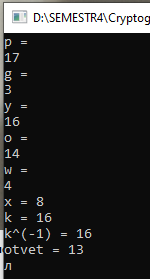 D:\SEMESTR4\Cryptog
p =
17
g =
3
y =
16
o =
14
w =
4
x = 8
k = 16
k^(-1) = 16
otvet = 13
л